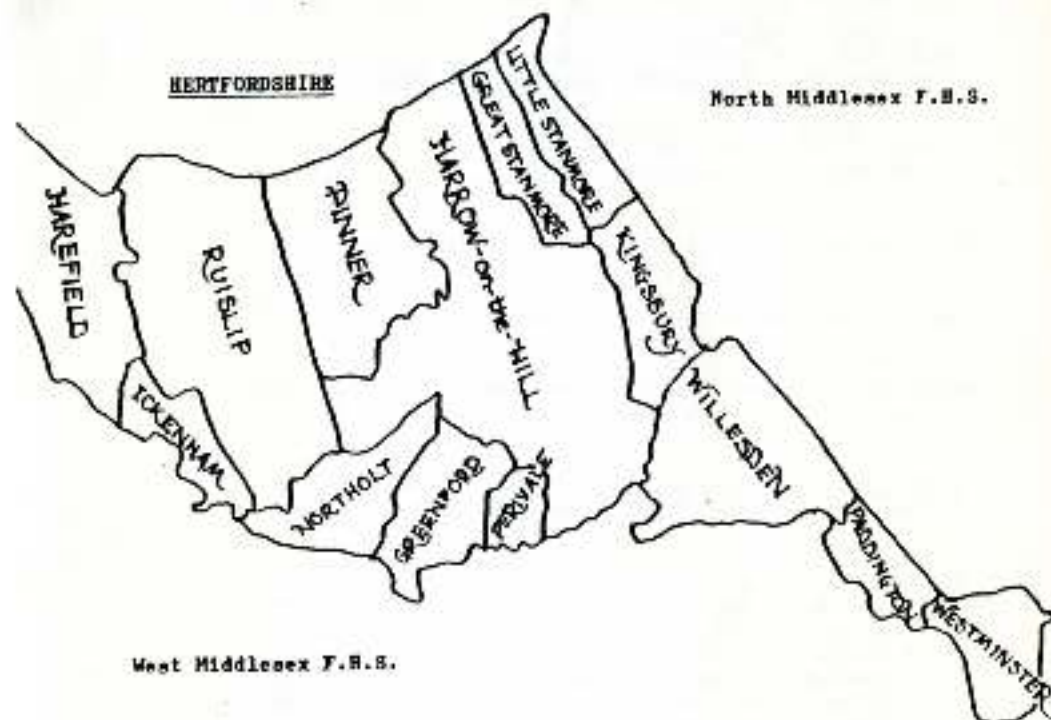 HERTFORDSHIRE
North Middlesex F.H.S.
LITTLE STANMORE
GREAT STANMORE
HARROW-on-the-HILL
PINNER
HAREFIELD
RUISLIP
KINGSBURY
ICKENHAM
WILLESDEN
NORTHOLT
GREENFORD
PERIVALE
PADDINGTON
WESTMINSTER
West Middlesex F.H.S.